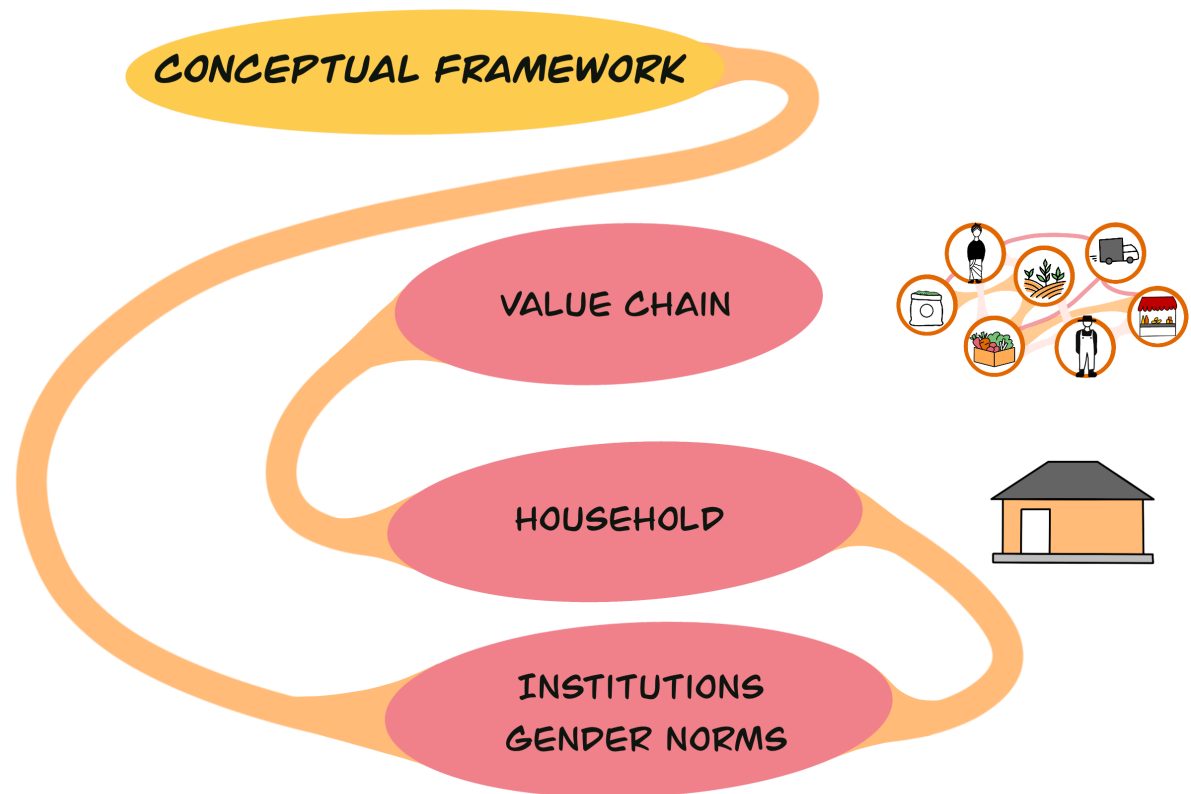 CONCEPTUAL FRAMEWORK
VALUE CHAIN
HOUSEHOLD
INSTITUTIONS
GENDER NORMS